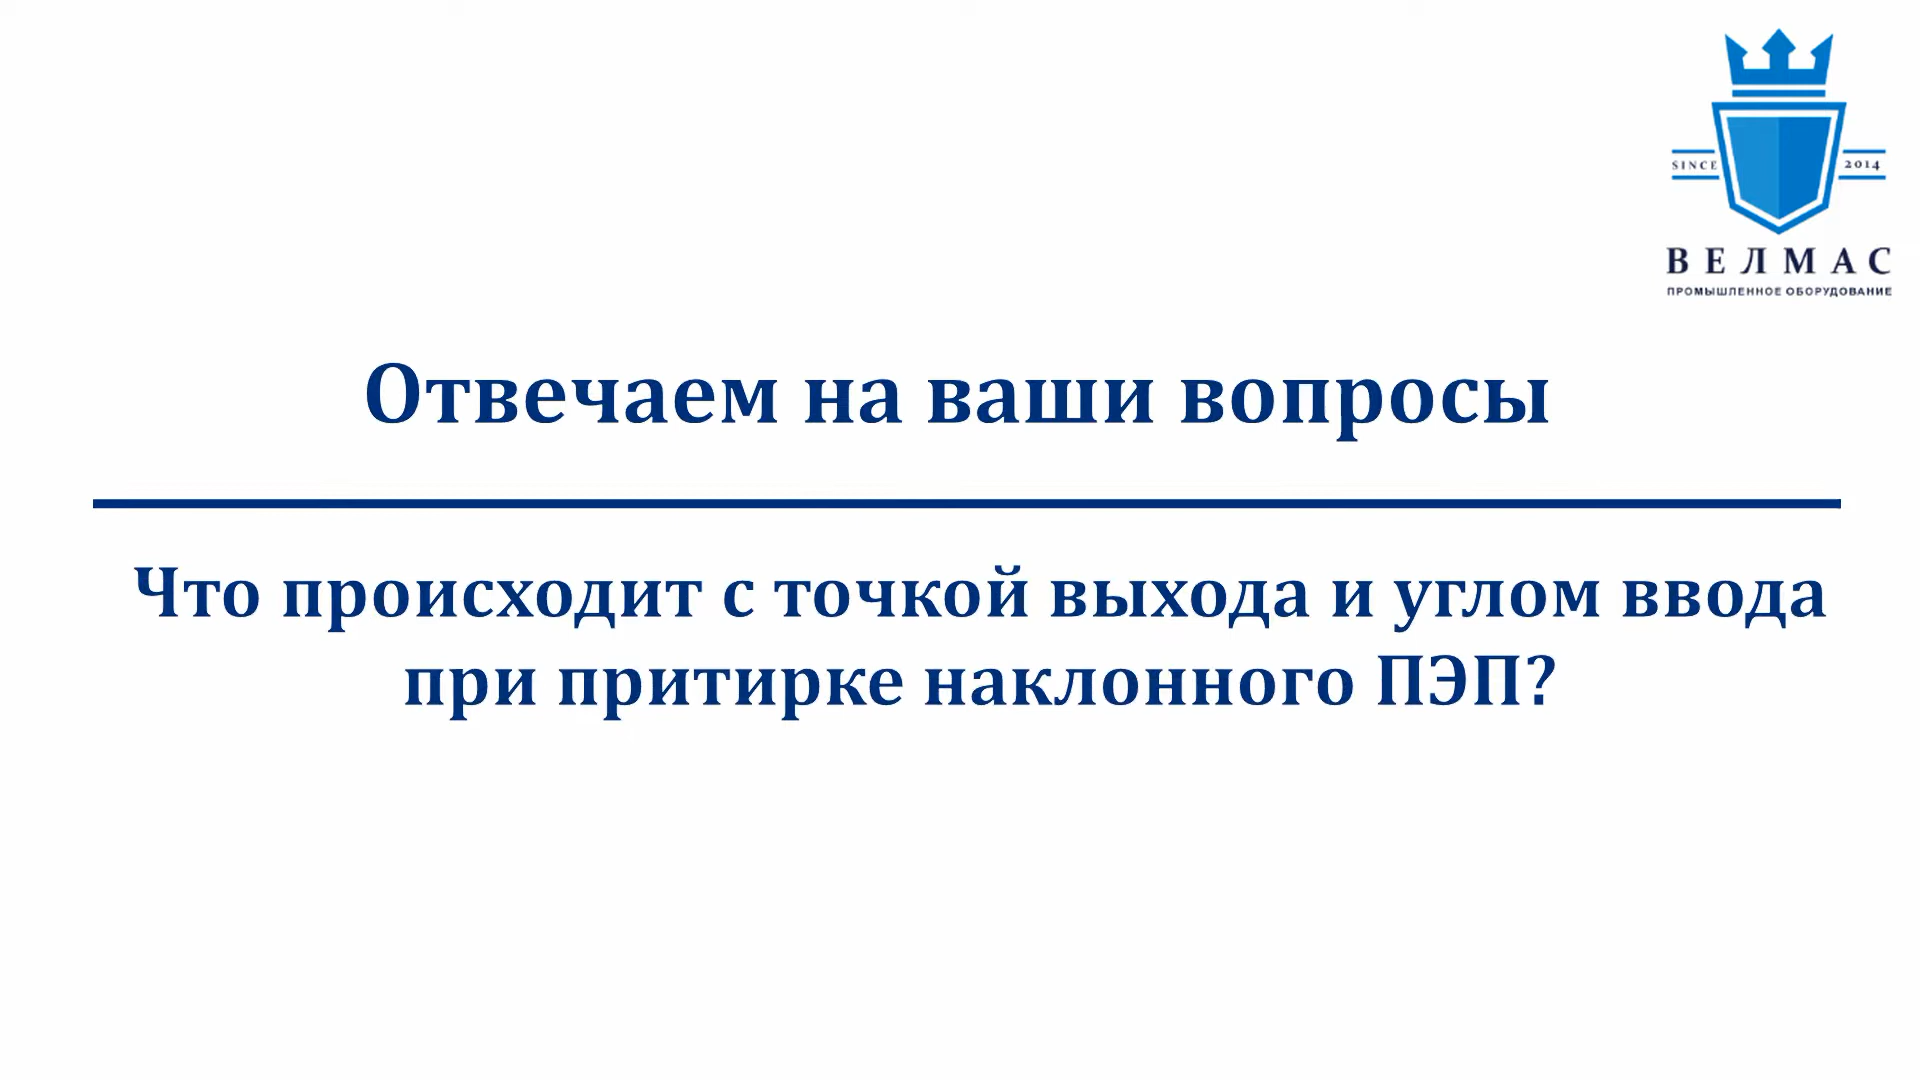 SINCE 2014
ВЕЛМАС
ПРОМЫШЛЕННОЕ ОБОРУДОВАНИЕ
Отвечаем на ваши вопросы
Что происходит с точкой выхода и углом ввода
при притирке наклонного ПЭП?